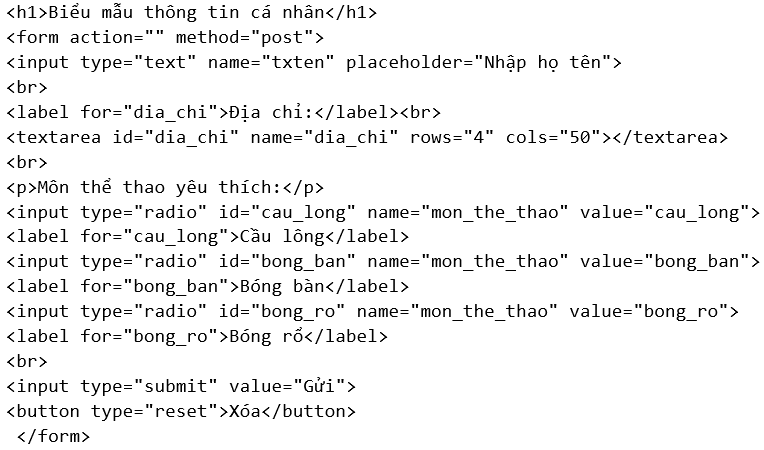 <h1>Biểu mẫu thông tin cá nhân</h1>
<form action="" method="post">
<input type="text" name="txten" placeholder="Nhập họ tên">
<br>
<label for="dia_chi">Địa chỉ:</label><br>
<textarea id="dia_chi" name="dia_chi" rows="4" cols="50"></textarea>
<br>
<p>Môn thể thao yêu thích:</p>
<input type="radio" id="cau_long" name="mon_the_thao" value="cau_long">
<label for="cau_long">Cầu lông</label>
<input type="radio" id="bong_ban" name="mon_the_thao" value="bong_ban">
<label for="bong_ban">Bóng bàn</label>
<input type="radio" id="bong_ro" name="mon_the_thao" value="bong_ro">
<label for="bong_ro">Bóng rổ</label>
<br>
<input type="submit" value="Gửi">
<button type="reset">Xóa</button>
</form>